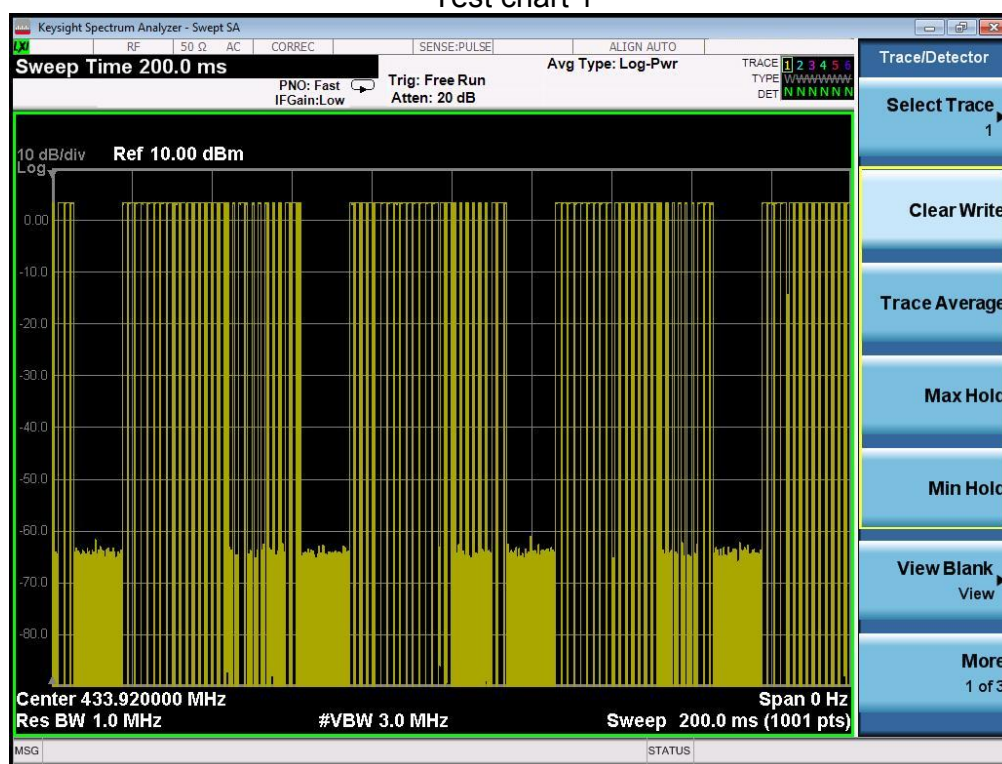 Test chart 1
Keysight Spectrum Analyzer - Swept SA
LXI RF 50 Ω AC CORREC SENSE:PULSE ALIGN AUTO
Sweep Time 200.0 ms
PNO: Fast
IFGain:Low
Trig: Free Run
Atten: 20 dB
Avg Type: Log-Pwr
TRACE 1 2 3 4 5 6
TYPE
DET N N N N N N
Trace/Detector
Select Trace
1
Clear Write
Trace Average
Max Hold
Min Hold
View Blank
View
More
1 of 3
10 dB/div Ref 10.00 dBm
Log
0.00
-10.0
-20.0
-30.0
-40.0
-50.0
-60.0
-70.0
-80.0
Center 433.920000 MHz Span 0 Hz
Res BW 1.0 MHz #VBW 3.0 MHz Sweep 200.0 ms (1001 pts)
MSG STATUS